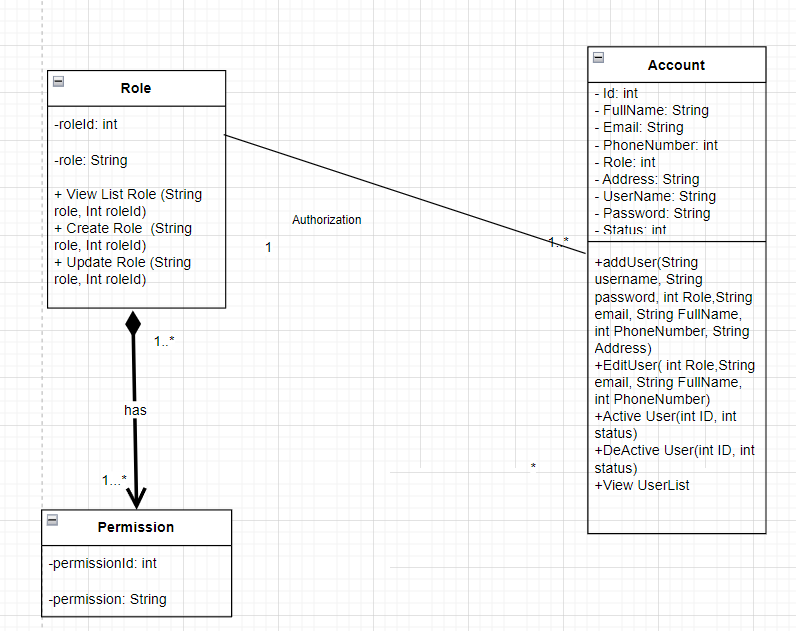 Role
-roleId: int
-role: String
+ View List Role (String
role, Int roleId)
+ Create Role (String
role, Int roleId)
+ Update Role (String
role, Int roleId)
Authorization
1
1..*
Account
- Id: int
- FullName: String
- Email: String
- PhoneNumber: int
- Role: int
- Address: String
- UserName: String
- Password: String
- Status: int
+addUser(String
username, String
password, int Role,String
email, String FullName,
int PhoneNumber, String
Address)
+EditUser( int Role,String
email, String FullName,
int PhoneNumber)
+Active User(int ID, int
status)
+DeActive User(int ID, int
status)
+View UserList
1..*
has
1...*
*
Permission
-permissionId: int
-permission: String